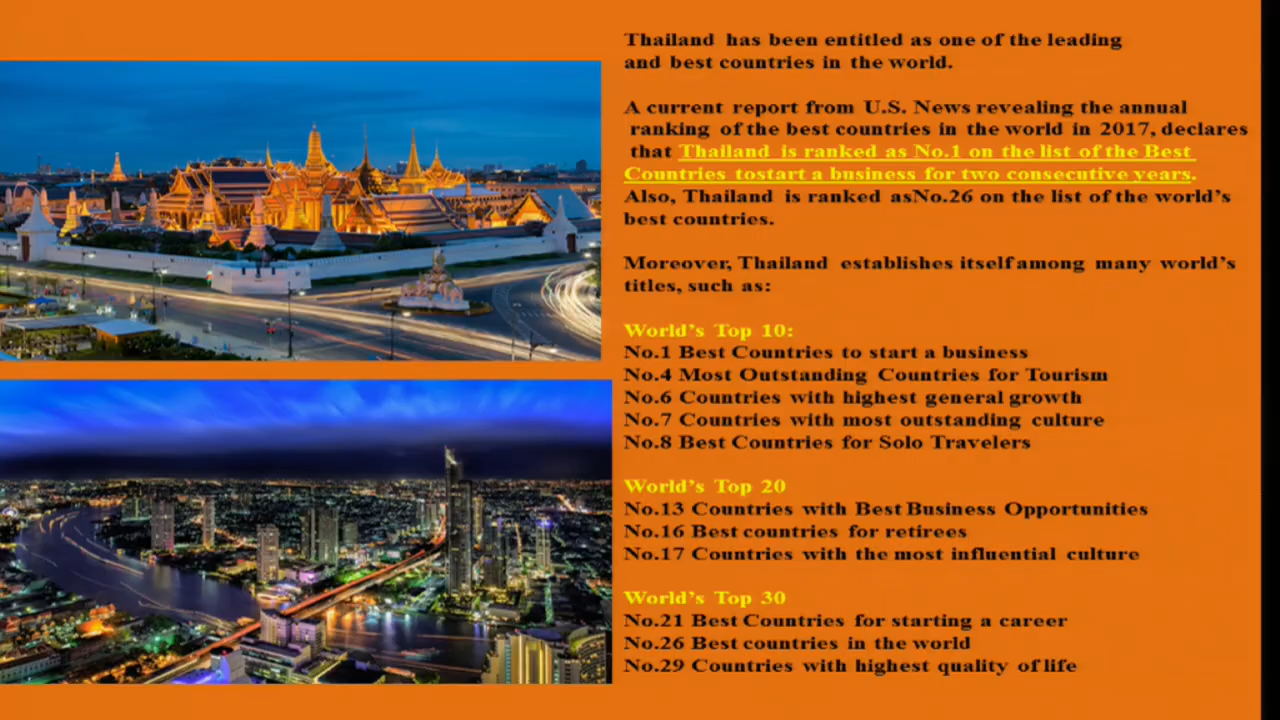 Thailand has been entitled as one of the leading
and best countries in the world.
A current report from U.S. News revealing the annual
ranking of the best countries in the world in 2017, declares
that Thailand is ranked as No.1 on the list of the Best
Countries tostart a business for two consecutive years.
Also, Thailand is ranked asNo.26 on the list of the world's
best countries.
Moreover, Thailand establishes itself among many world's
titles, such as:
World's Top 10:
No.1 Best Countries to start a business
No.4 Most Outstanding Countries for Tourism
No.6 Countries with highest general growth
No.7 Countries with most outstanding culture
No.8 Best Countries for Solo Travelers
World's Top 20
No.13 Countries with Best Business Opportunities
No.16 Best countries for retirees
No.17 Countries with the most influential culture
World's Top 30
No.21 Best Countries for starting a career
No.26 Best countries in the world
No.29 Countries with highest quality of life